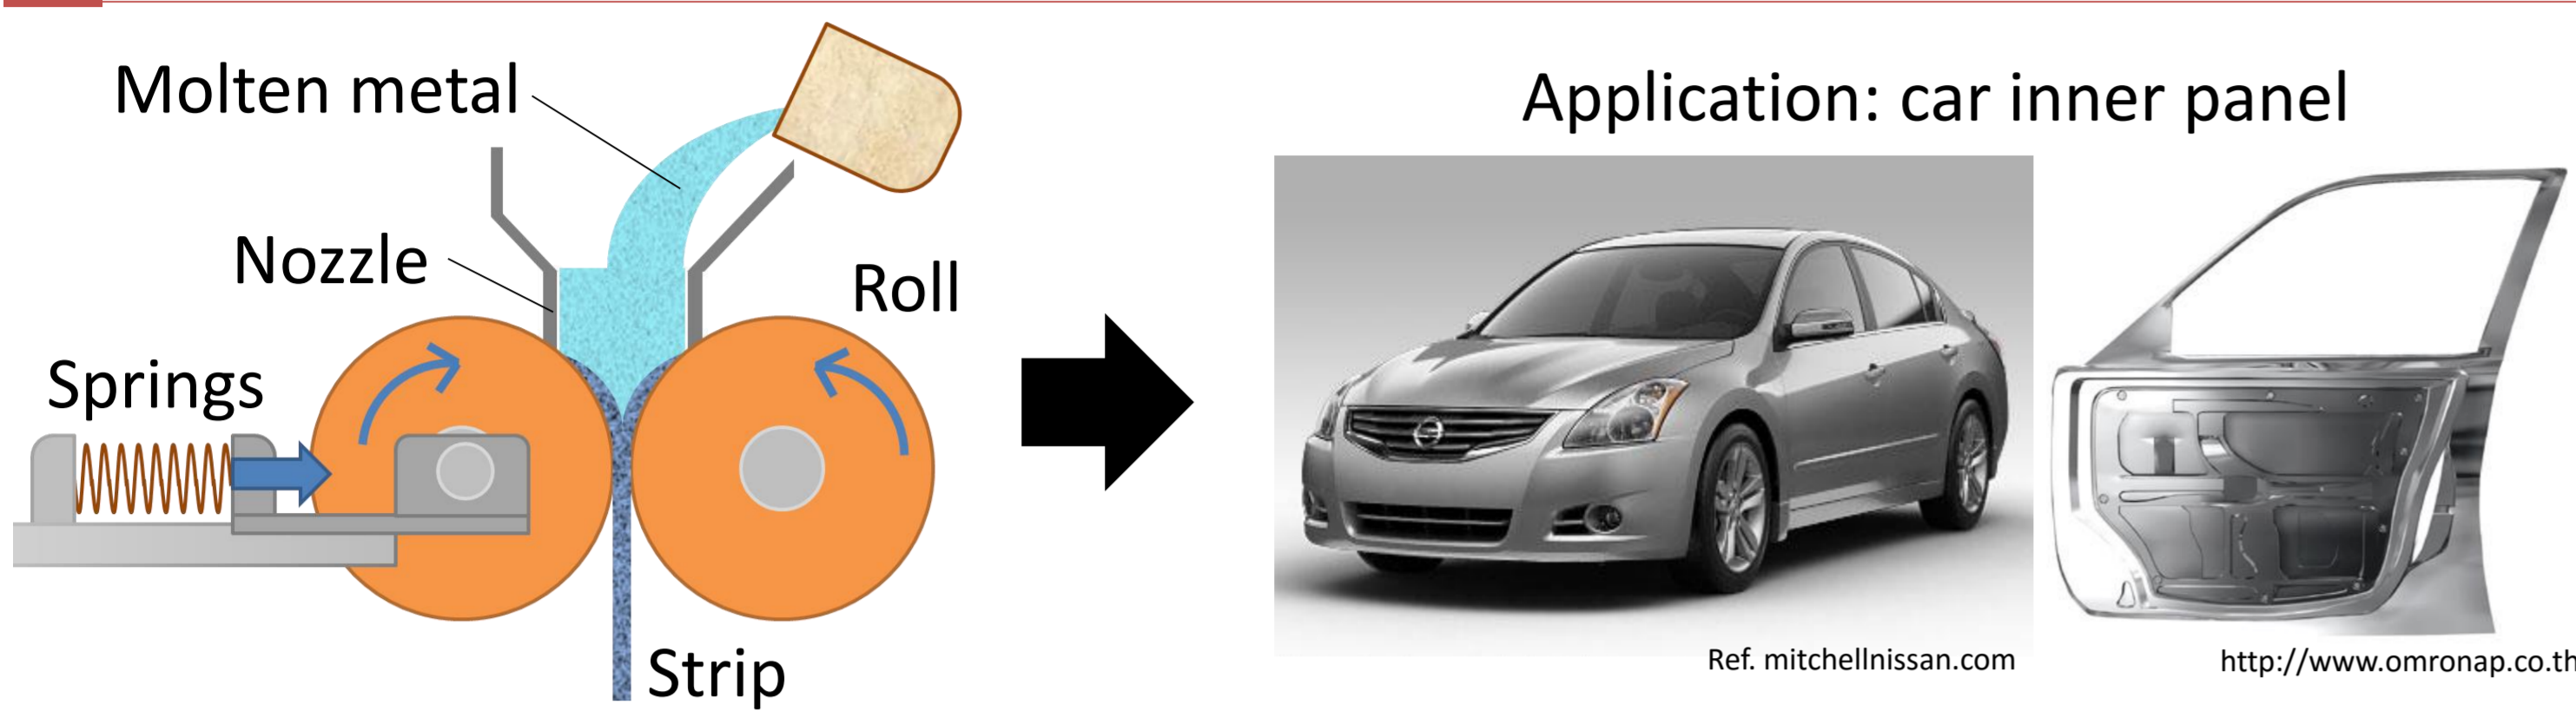 Molten metal
Nozzle
Roll
Springs
Strip
Application: car inner panel
Ref. mitchellnissan.com
http://www.omronap.co.th